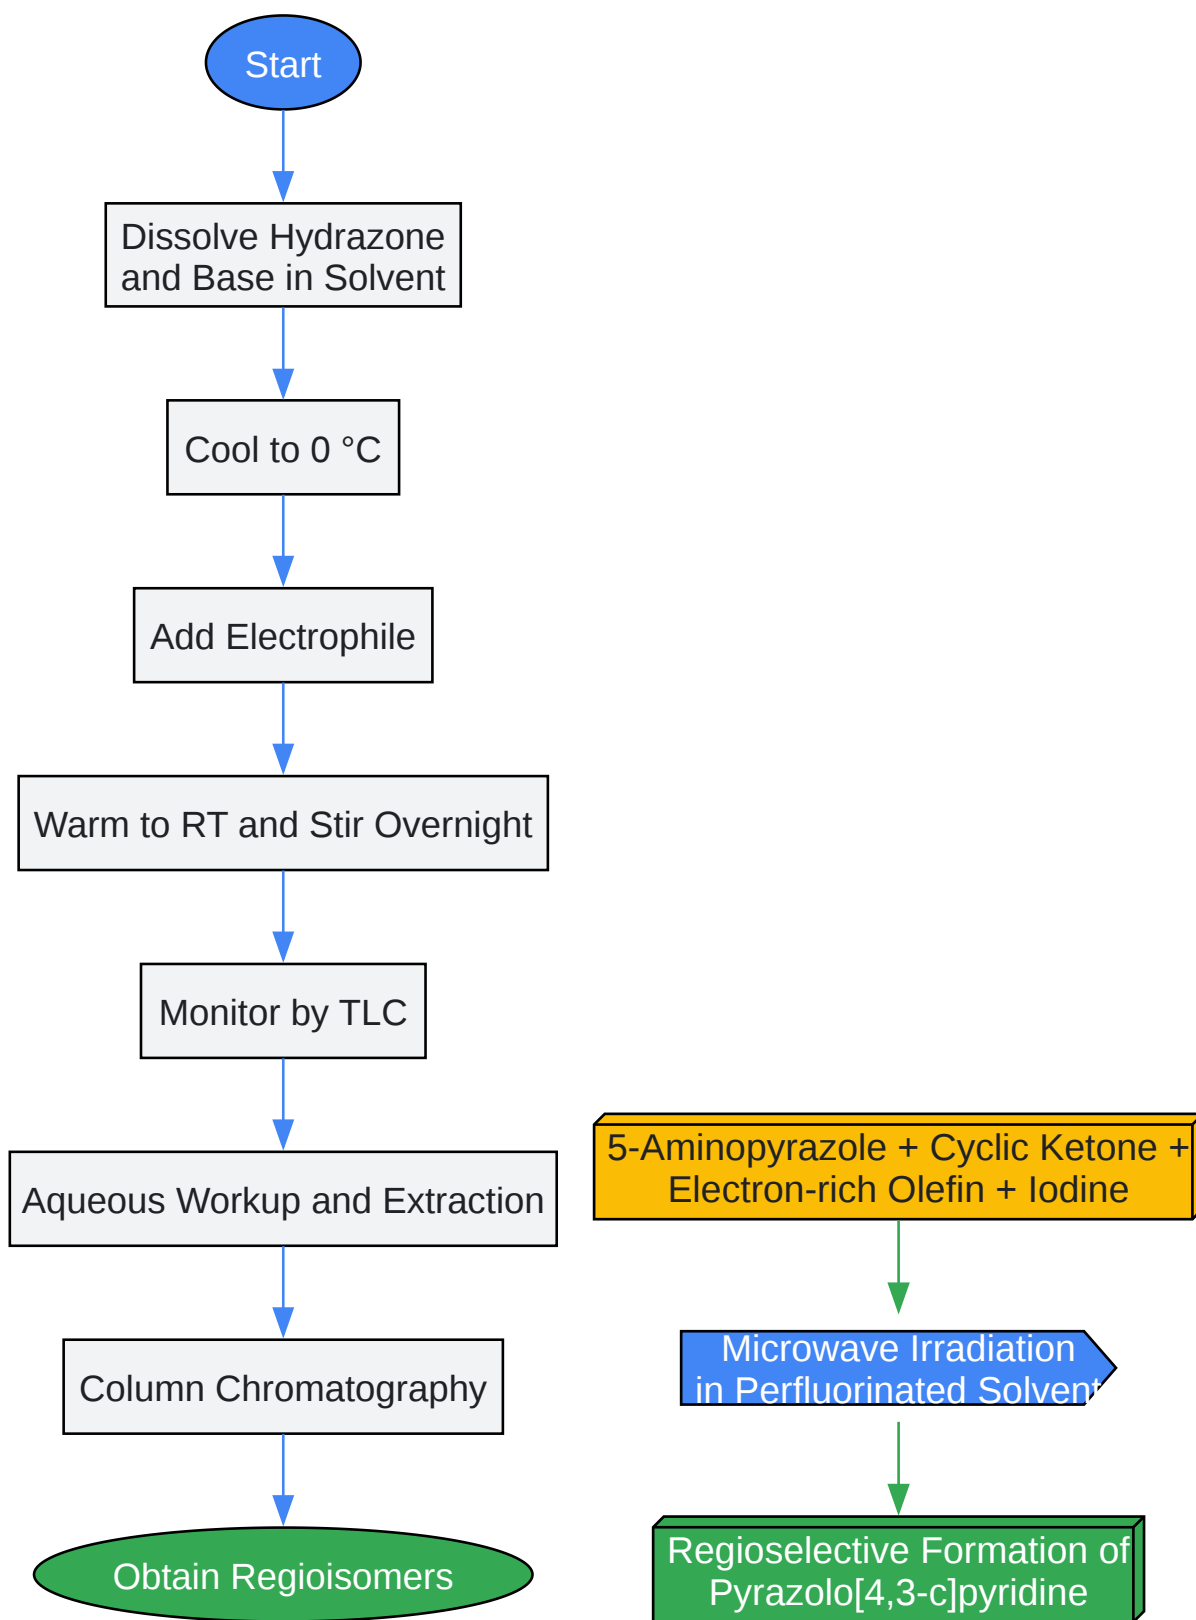 Start
Dissolve Hydrazone
and Base in Solvent
Cool to 0 °C
Add Electrophile
Warm to RT and Stir Overnight
Monitor by TLC
Aqueous Workup and Extraction
Column Chromatography
Obtain Regioisomers
5-Aminopyrazole + Cyclic Ketone +
Electron-rich Olefin + Iodine
Microwave Irradiation
in Perfluorinated Solvent
Regioselective Formation of
Pyrazolo[4,3-c]pyridine